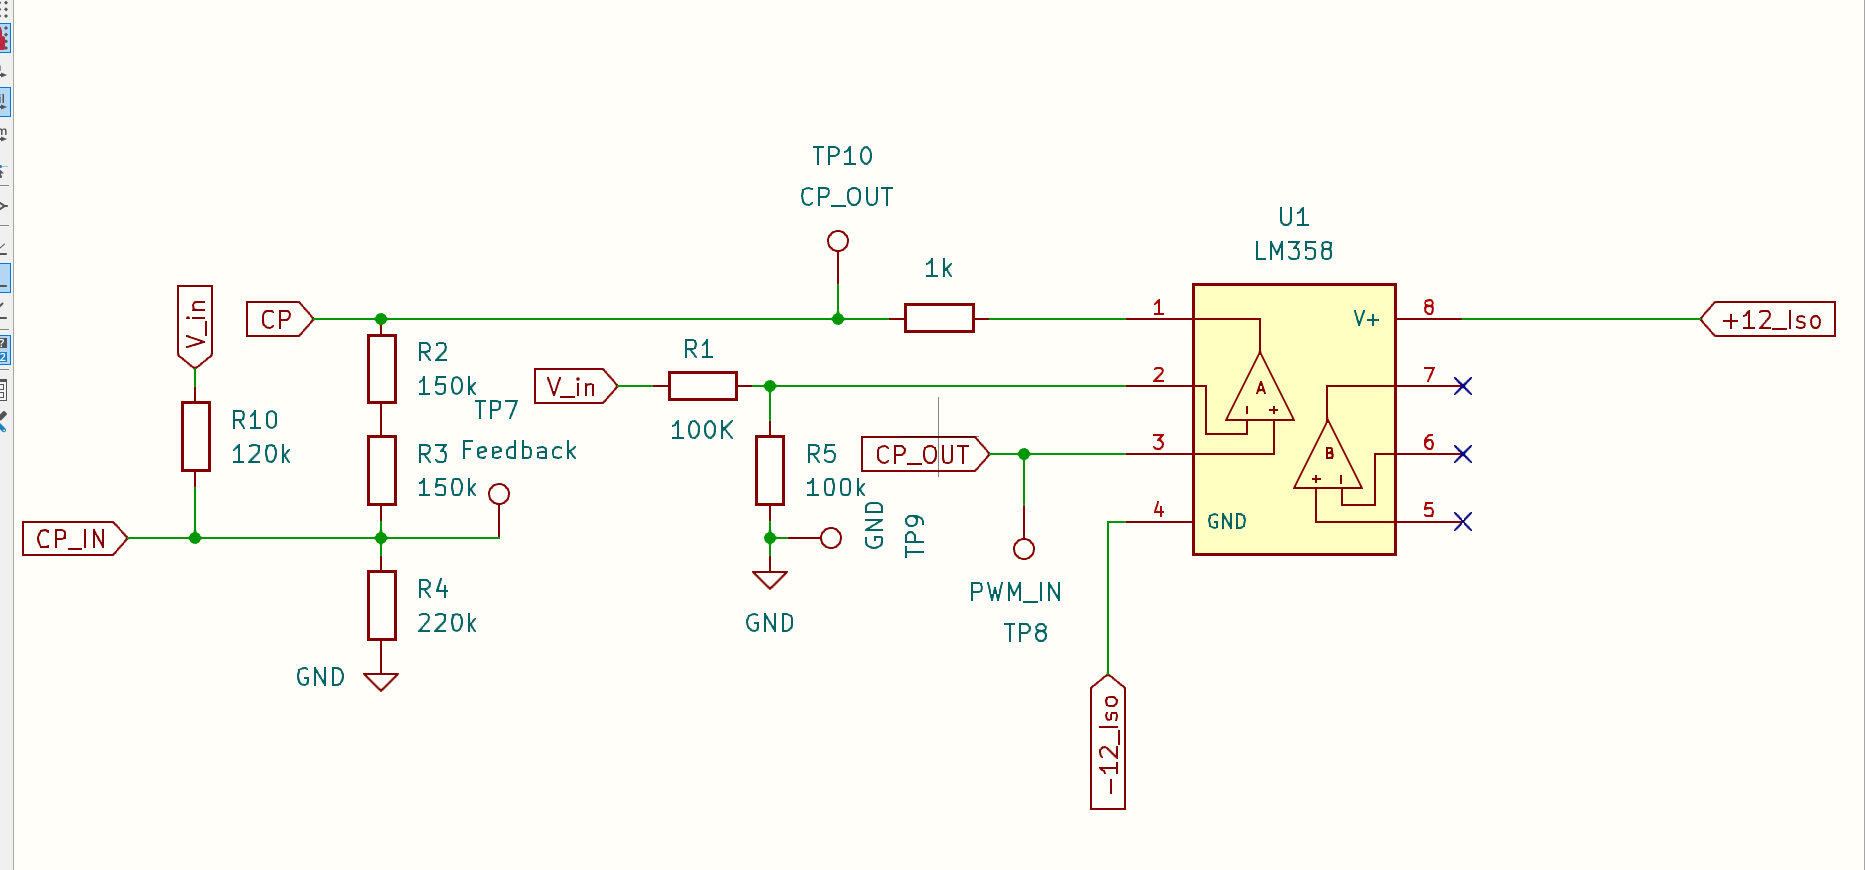 TP10
CP_OUT
U1
LM358
1k
V_in
CP
1
V+
8
+12_Iso
R2
150k
R1
V_in
100K
2
A
7
TP7
R10
120k
R3
Feedback
150k
CP_OUT
3
B
6
R5
100k
GND
TP9
4
GND
5
CP_IN
R4
220k
GND
GND
PWM_IN
TP8
-12_Iso